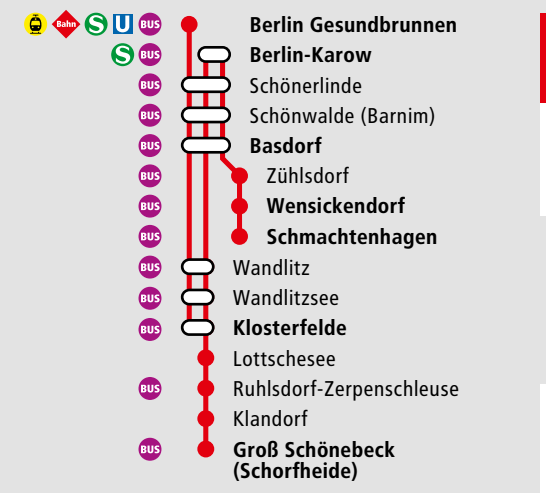 Bahn S U BUS Berlin Gesundbrunnen
S BUS Berlin-Karow
BUS Schönerlinde
BUS Schönwalde (Barnim)
BUS Basdorf
BUS Zühlsdorf
BUS Wensickendorf
BUS Schmachtenhagen
BUS Wandlitz
BUS Wandlitzsee
BUS Klosterfelde
Lottschesee
BUS Ruhlsdorf-Zerpenschleuse
Klandorf
BUS Groß Schönebeck
(Schorfheide)